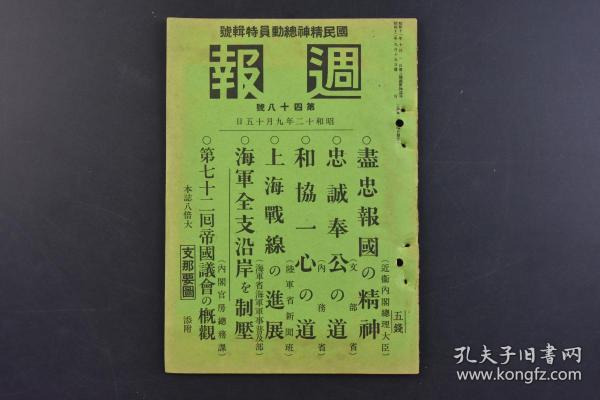 號輯特員動總神精民國
報週
號八十四第
日五十月九年二十和昭
五錢
○盡忠報國の精神
(近衞內閣總理大臣)
○忠誠奉公の道
(文部省)
○和協一心の道
(內務省)
○上海戰線の進展
(陸軍省新聞班)
○海軍全支沿岸を制壓
(海軍省海軍軍事普及部)
○第七十二回帝國議會の概觀
(內閣官房總務課)
本誌八倍大
支那要圖
添附
孔夫子旧书网
www.kongfz.com